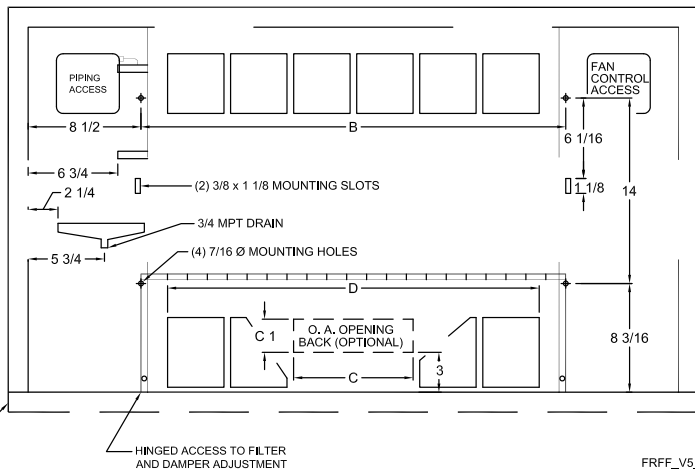 PIPING
ACCESS
FAN
CONTROL
ACCESS
8 1/2
B
6 1/16
6 3/4
(2) 3/8 x 1 1/8 MOUNTING SLOTS
1 1/8
14
2 1/4
3/4 MPT DRAIN
5 3/4
(4) 7/16 Ø MOUNTING HOLES
D
C 1
O. A. OPENING
BACK (OPTIONAL)
8 3/16
3
C
HINGED ACCESS TO FILTER
AND DAMPER ADJUSTMENT
FRFF_V5_